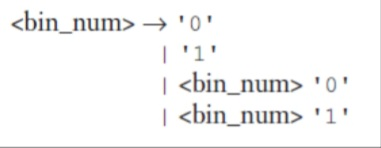 <bin_num> → '0'
| '1'
| <bin_num> '0'
| <bin_num> '1'